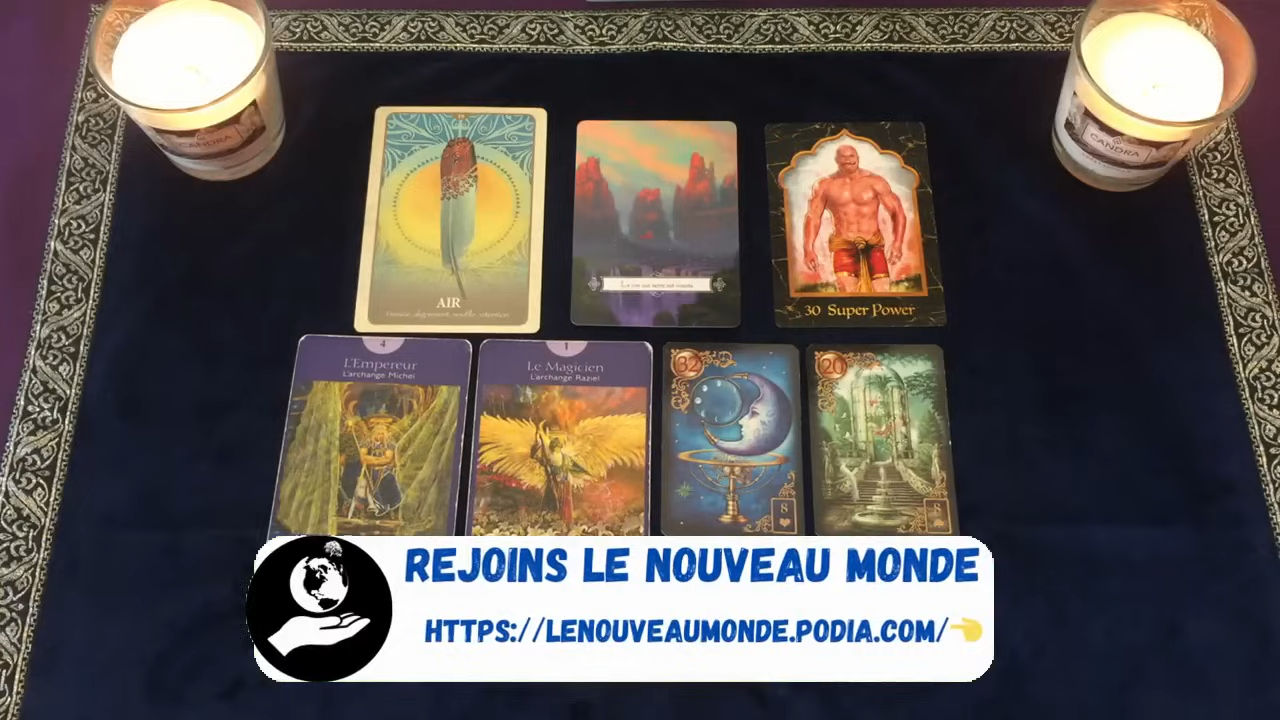 CANDRA
CANDRA
AIR
30 Super Power
4
L'Empereur
L'archange Michel
1
Le Magicien
L'archange Raziel
32
8
20
REJOINS LE NOUVEAU MONDE
HTTPS://LENOUVEAUMONDE.PODIA.COM/